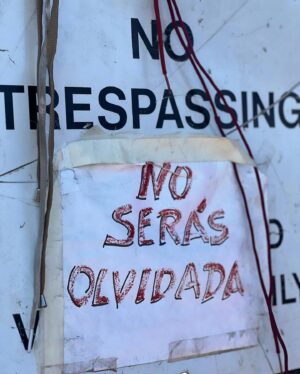 NO
TRESPASSING
NO
SERÁS
OLVIDADA